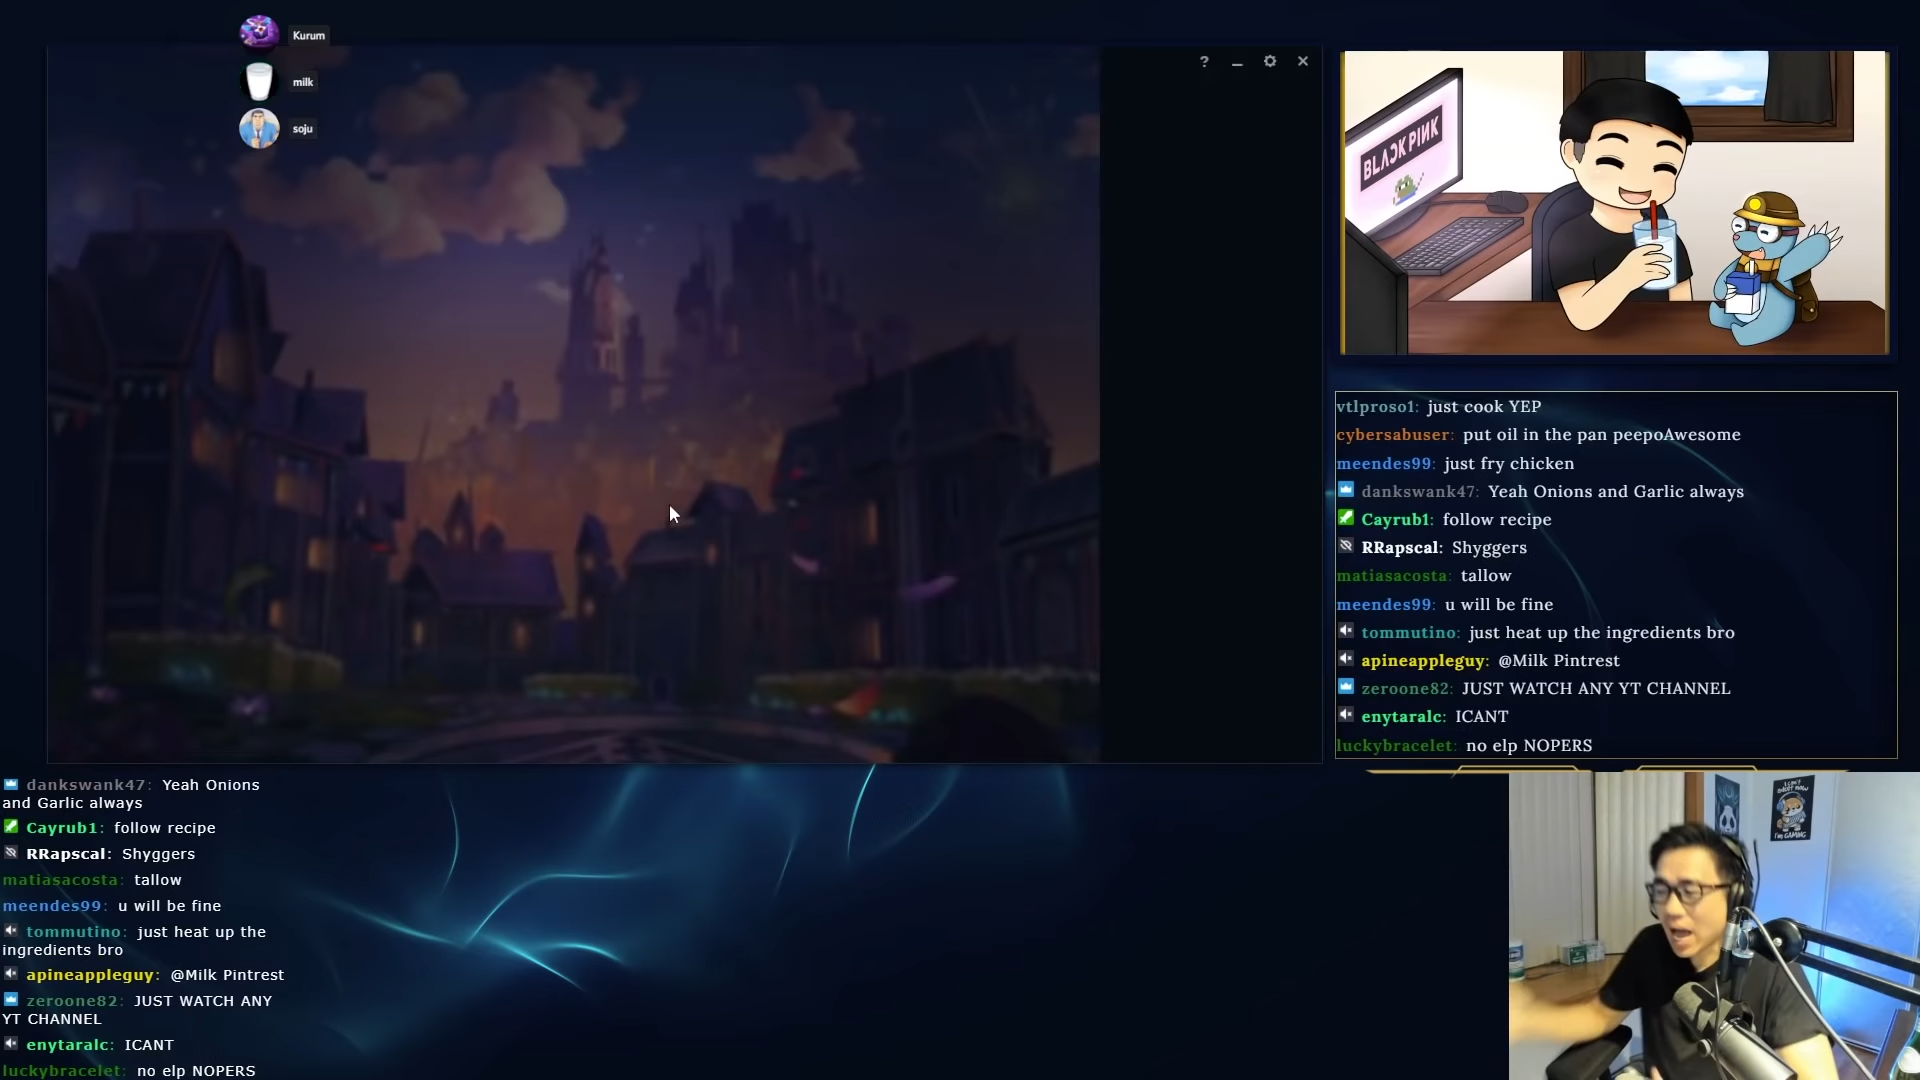 Kurum
milk
soju
?
BLACKPINK
vtlproso1: just cook YEP
cybersabuser: put oil in the pan peepoAwesome
meendes99: just fry chicken
dankswank47: Yeah Onions and Garlic always
Cayrub1: follow recipe
RRapscal: Shyggers
matiasacosta: tallow
meendes99: u will be fine
tommutino: just heat up the ingredients bro
apineappleguy: @Milk Pintrest
zeroone82: JUST WATCH ANY YT CHANNEL
enytaralc: ICANT
luckybracelet: no elp NOPERS
dankswank47: Yeah Onions
and Garlic always
Cayrub1: follow recipe
RRapscal: Shyggers
matiasacosta: tallow
meendes99: u will be fine
tommutino: just heat up the
ingredients bro
apineappleguy: @Milk Pintrest
zeroone82: JUST WATCH ANY
YT CHANNEL
enytaralc: ICANT
luckybracelet: no elp NOPERS
I CAN'T
I'm GAMING